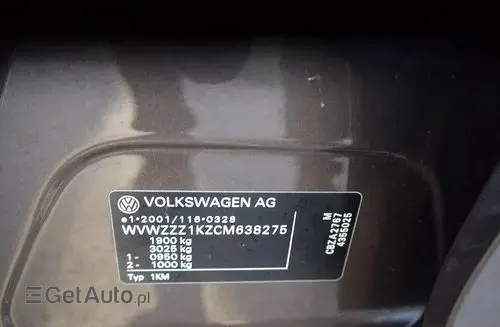 VOLKSWAGEN AG
e1*2001/116*0328
WVWZZZ1KZCM638275
1900 kg
3025 kg
1- 0950 kg
2- 1000 kg
Typ 1KM
M
CBZA2767
4355025
GetAuto.pl